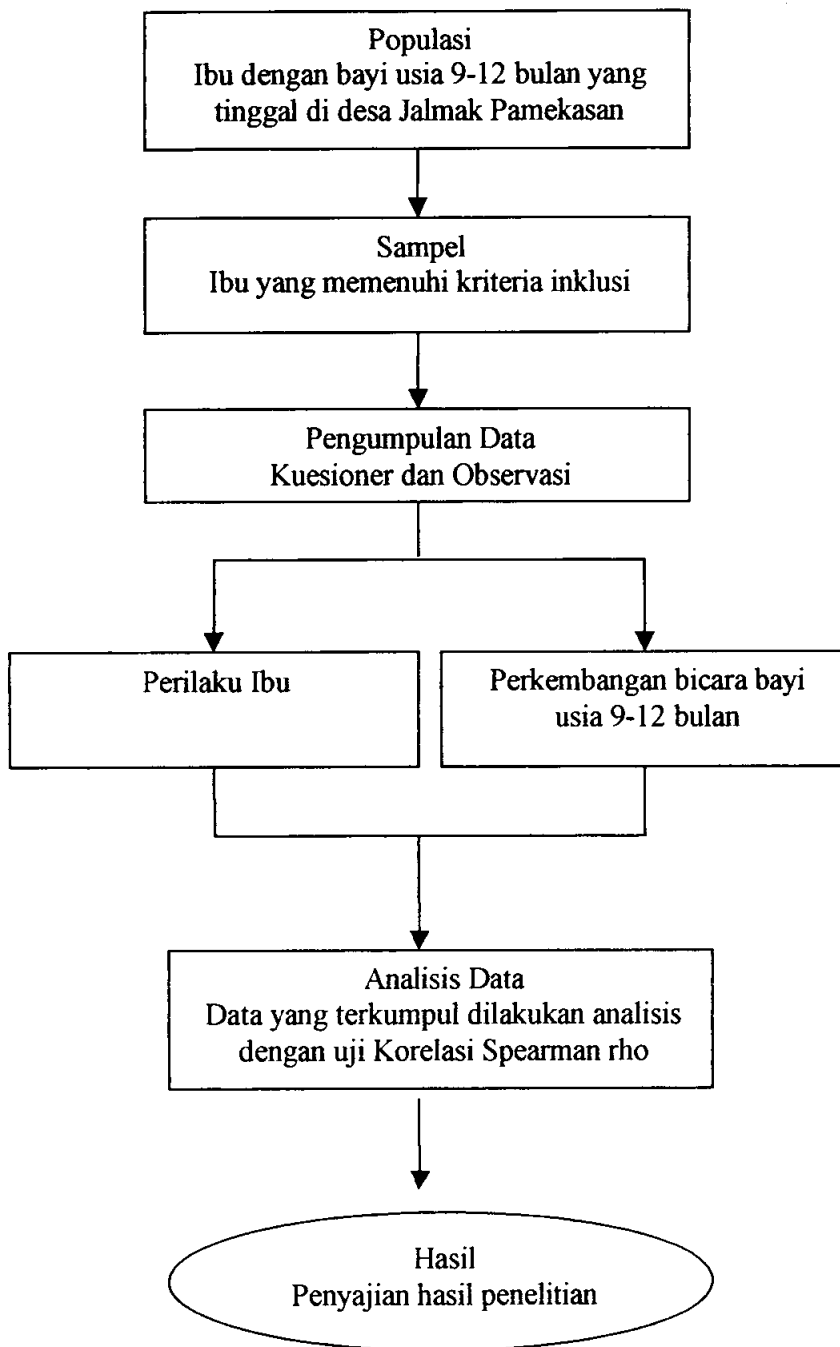 Populasi
Ibu dengan bayi usia 9-12 bulan yang
tinggal di desa Jalmak Pamekasan
Sampel
Ibu yang memenuhi kriteria inklusi
Pengumpulan Data
Kuesioner dan Observasi
Perilaku Ibu
Perkembangan bicara bayi
usia 9-12 bulan
Analisis Data
Data yang terkumpul dilakukan analisis
dengan uji Korelasi Spearman rho
Hasil
Penyajian hasil penelitian